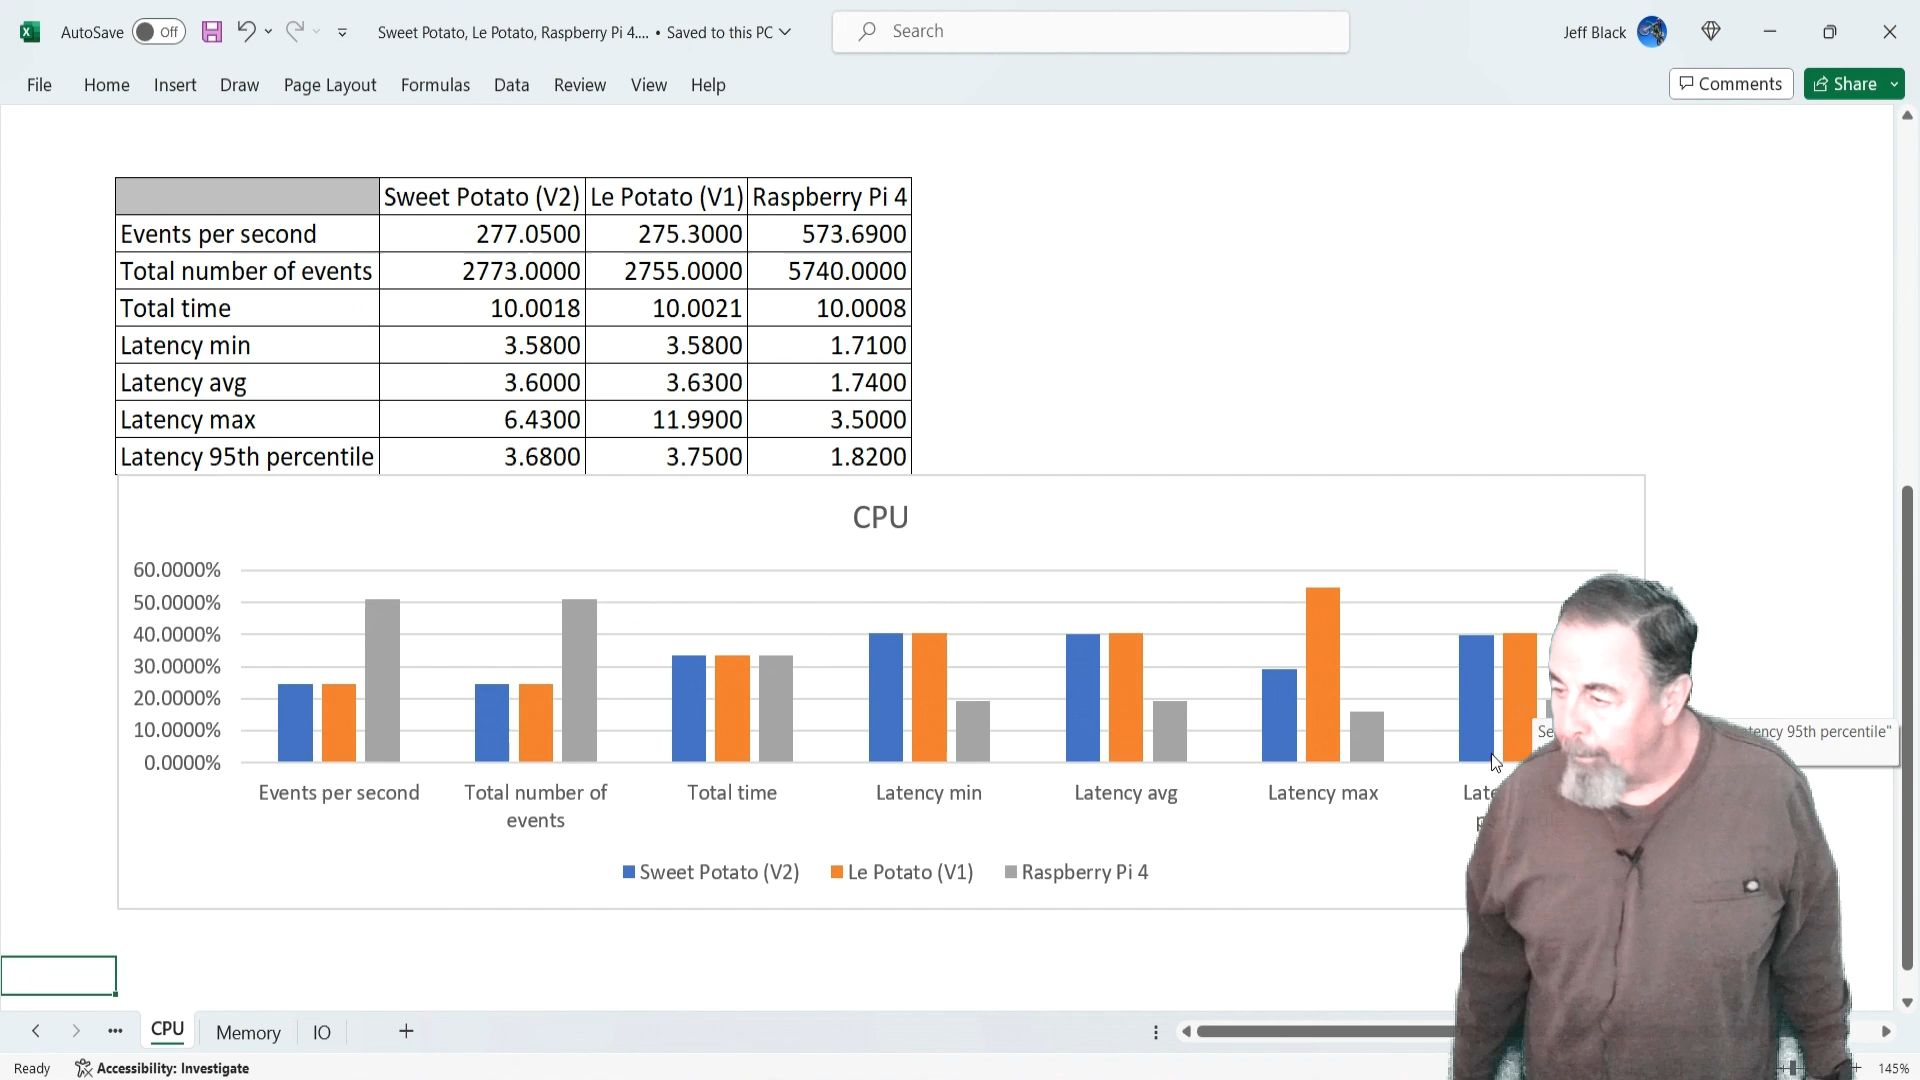 AutoSave Off Sweet Potato, Le Potato, Raspberry Pi 4.... • Saved to this PC Search Jeff Black
File Home Insert Draw Page Layout Formulas Data Review View Help Comments Share
Sweet Potato (V2) Le Potato (V1) Raspberry Pi 4
Events per second 277.0500 275.3000 573.6900
Total number of events 2773.0000 2755.0000 5740.0000
Total time 10.0018 10.0021 10.0008
Latency min 3.5800 3.5800 1.7100
Latency avg 3.6000 3.6300 1.7400
Latency max 6.4300 11.9900 3.5000
Latency 95th percentile 3.6800 3.7500 1.8200
CPU
60.0000%
50.0000%
40.0000%
30.0000%
20.0000%
10.0000%
0.0000%
95th percentile"
Events per second Total number of events Total time Latency min Latency avg Latency max
Sweet Potato (V2) Le Potato (V1) Raspberry Pi 4
CPU Memory IO
Ready Accessibility: Investigate 145%